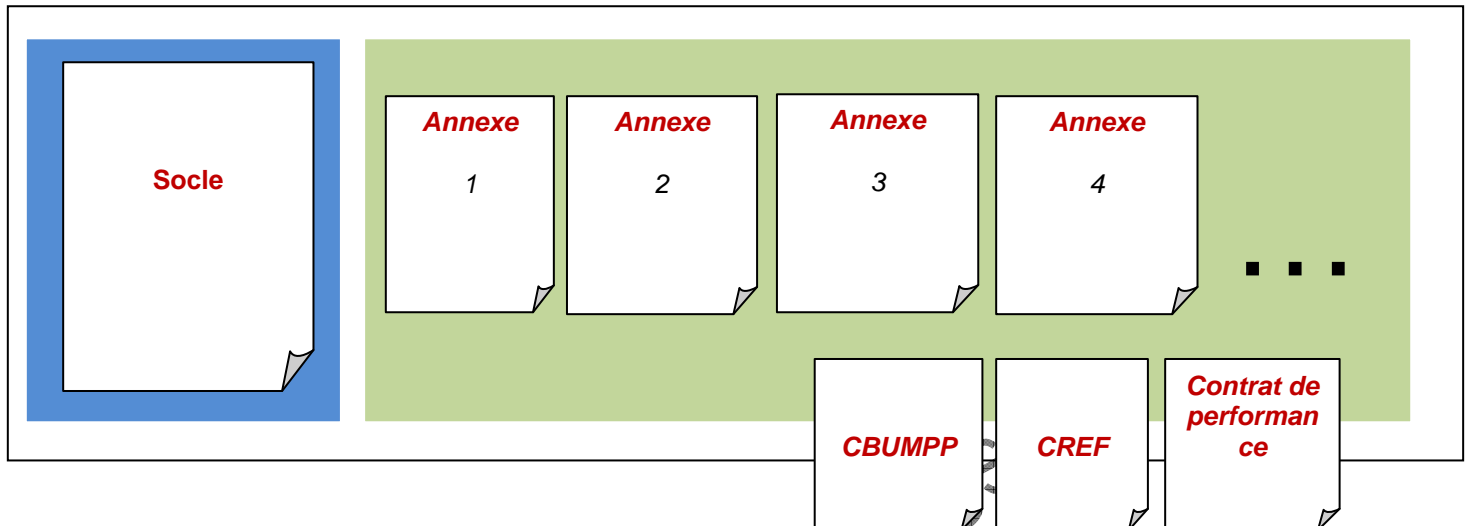 Socle
Annexe
1
Annexe
2
Annexe
3
Annexe
4
...
CBUMPP
CREF
Contrat de
performan
ce